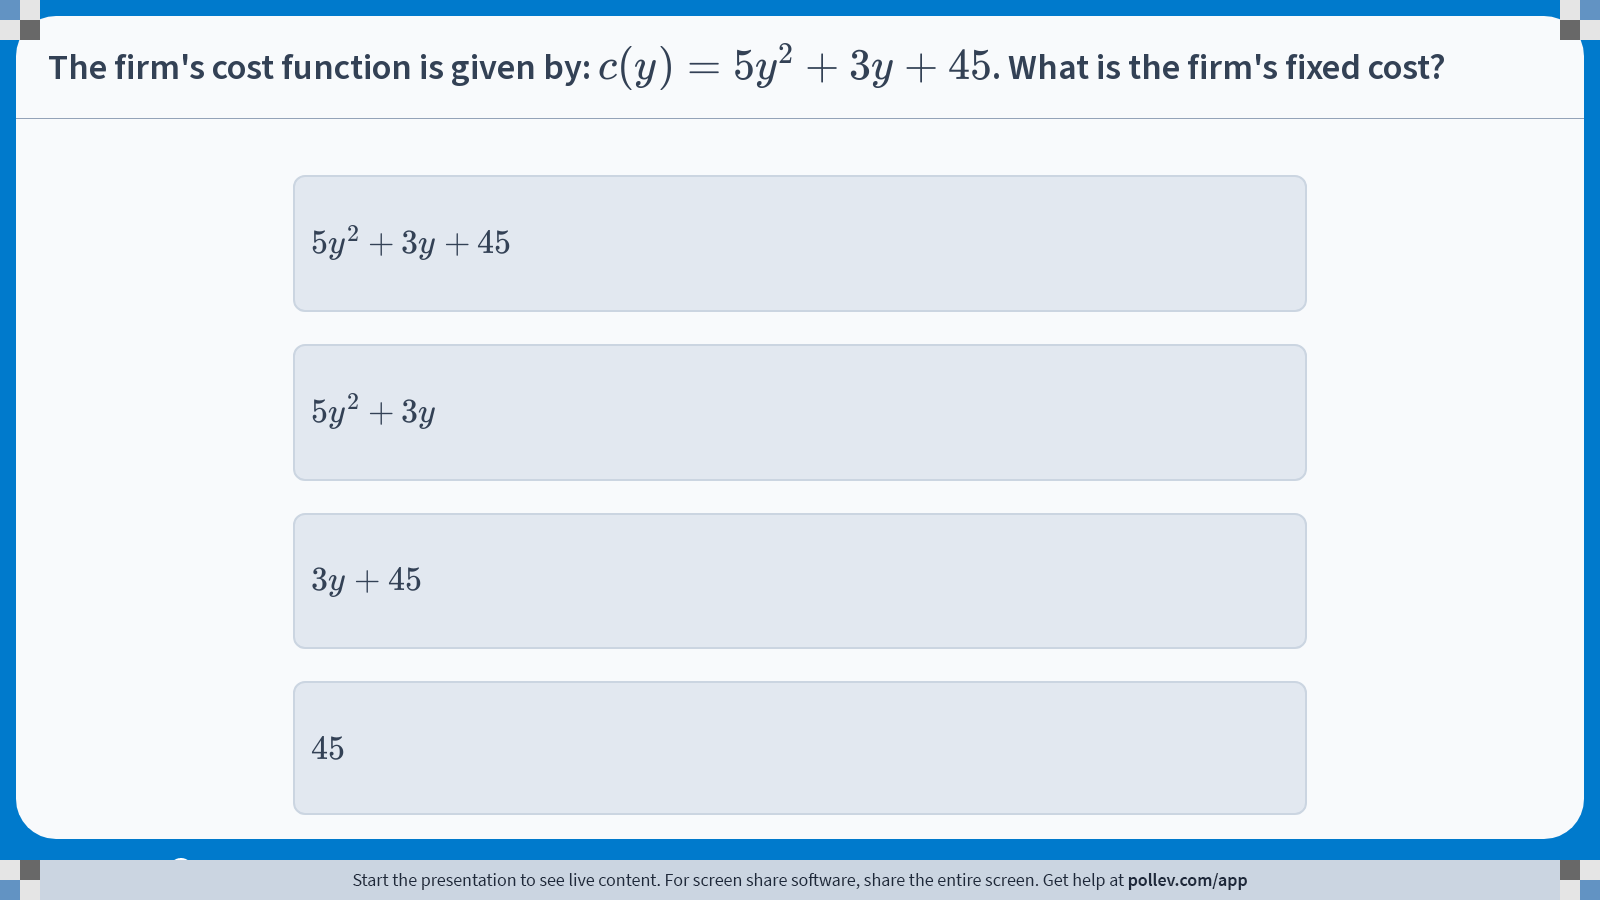 The firm's cost function is given by: c(y) = 5y² + 3y + 45. What is the firm's fixed cost?
5y² + 3y + 45
5y² + 3y
3y + 45
45
Start the presentation to see live content. For screen share software, share the entire screen. Get help at pollev.com/app